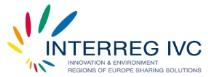 INTERREG IVC
INNOVATION & ENVIRONMENT
REGIONS OF EUROPE SHARING SOLUTIONS